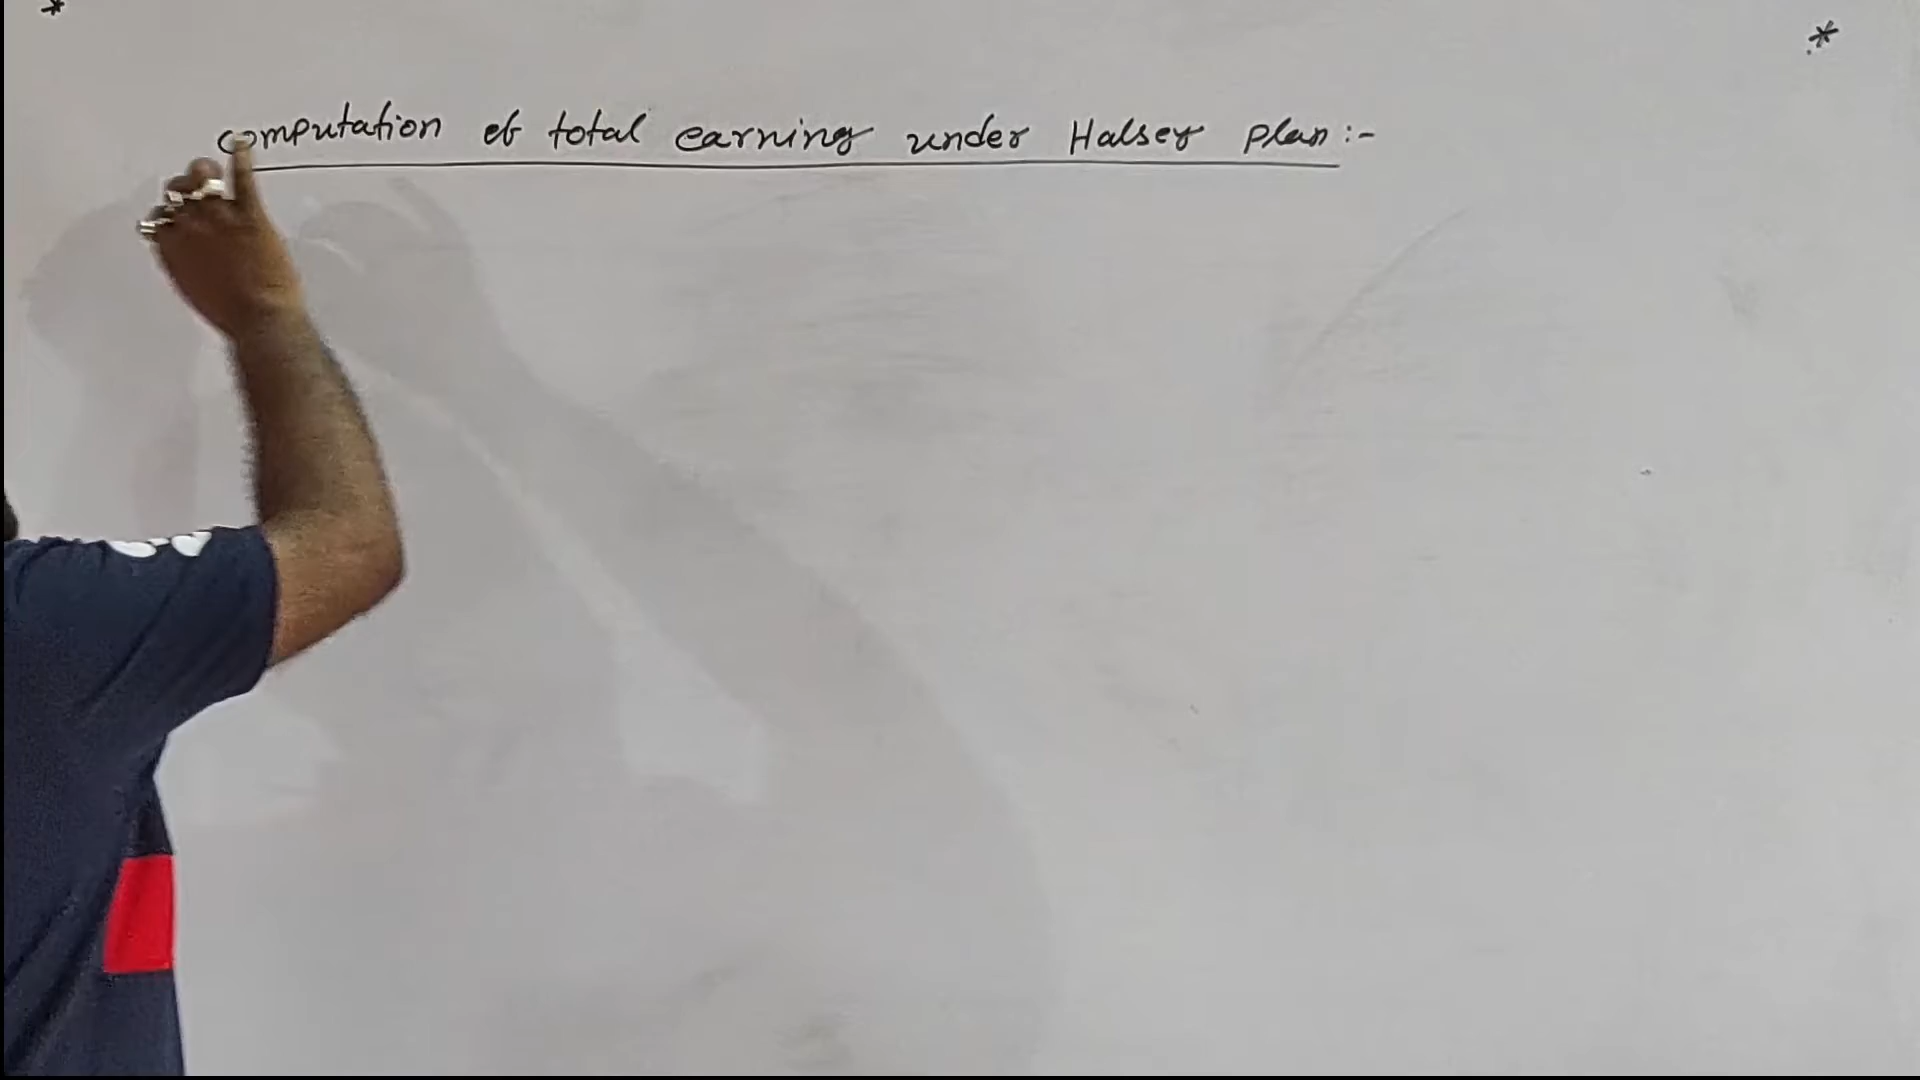 * *
Computation of total earning under Halsey plan :-